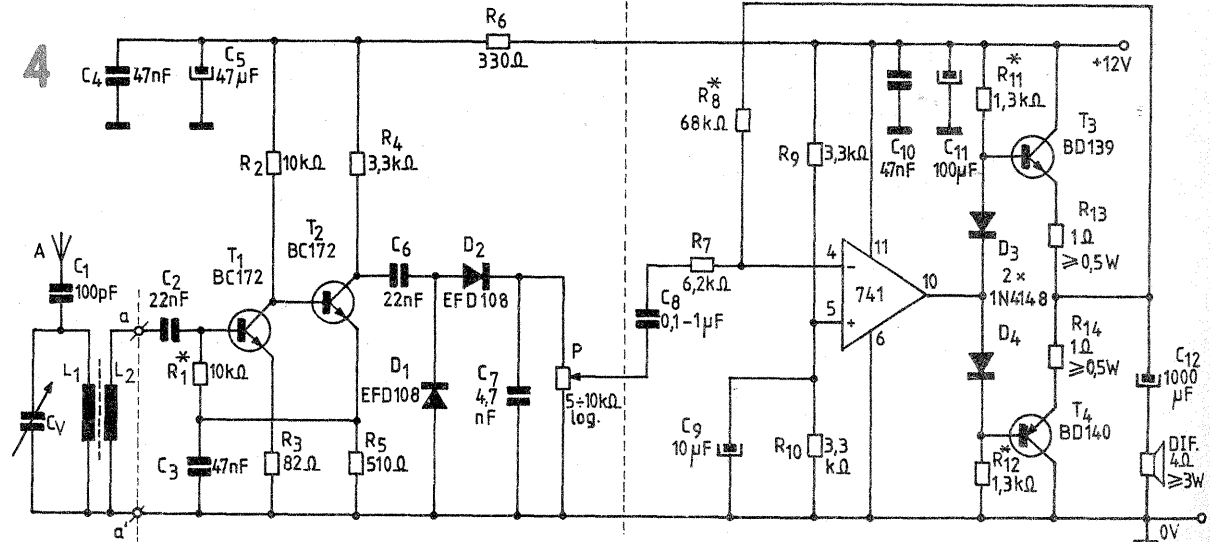 4
C4 47nF
C5 47µF
R6 330Ω
R2 10kΩ
R4 3,3kΩ
R8* 68kΩ
R9 3,3kΩ
C10 47nF
C11 100µF
R11* 1,3kΩ
+12V
T3 BD139
A
C1 100pF
C2 22nF
T1 BC172
T2 BC172
C6 22nF
D2 EFD108
R7 6,2kΩ
C8 0,1-1µF
4 -
5 +
741
11
10
6
D3
2× 1N4148
D4
R13 1Ω ≥0,5W
R14 1Ω ≥0,5W
C12 1000 µF
a
L1
L2
CV
a'
R1* 10kΩ
C3 47nF
R3 82Ω
R5 510Ω
D1 EFD108
C7 4,7 nF
P 5÷10kΩ log.
C9 10µF
R10 3,3 kΩ
T4 BD140
R12* 1,3kΩ
DIF. 4Ω ≥3W
0V